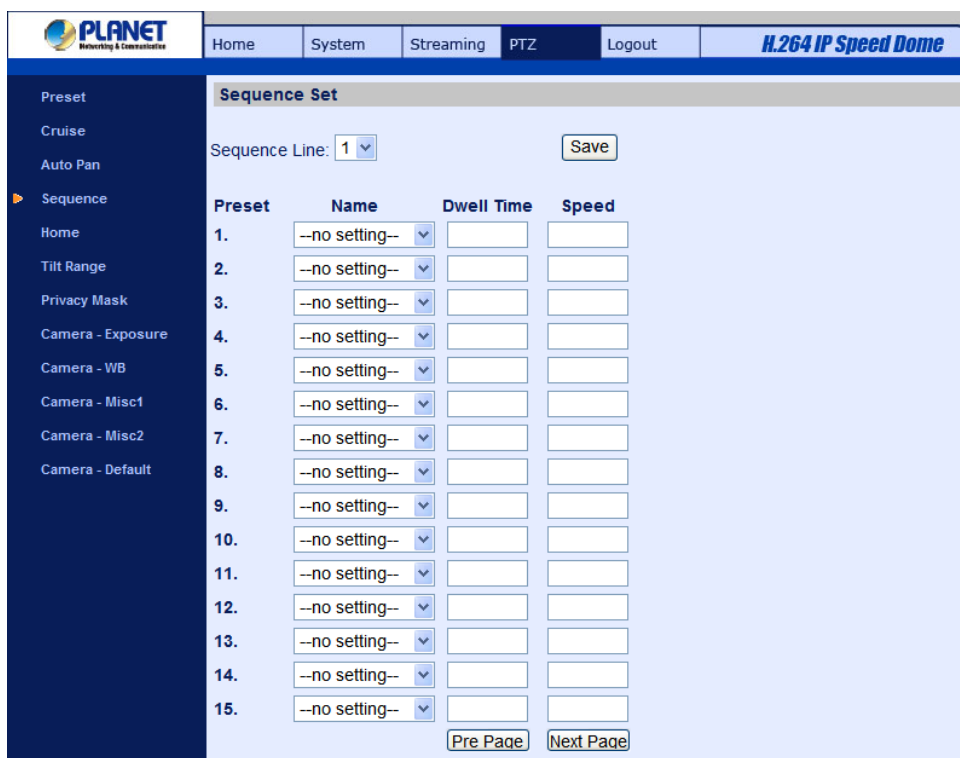 PLANET
Networking & Communication
Home System Streaming PTZ Logout H.264 IP Speed Dome
Preset
Cruise
Auto Pan
Sequence
Home
Tilt Range
Privacy Mask
Camera - Exposure
Camera - WB
Camera - Misc1
Camera - Misc2
Camera - Default
Sequence Set
Sequence Line: 1 Save
Preset Name Dwell Time Speed
1. --no setting--
2. --no setting--
3. --no setting--
4. --no setting--
5. --no setting--
6. --no setting--
7. --no setting--
8. --no setting--
9. --no setting--
10. --no setting--
11. --no setting--
12. --no setting--
13. --no setting--
14. --no setting--
15. --no setting--
Pre Page Next Page